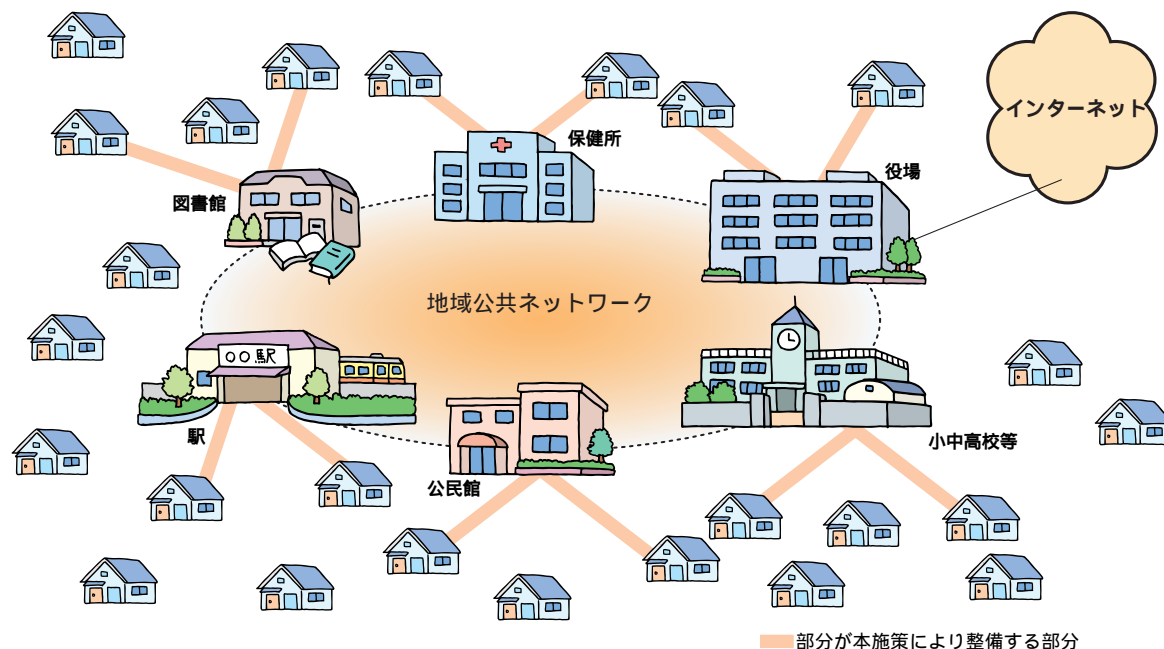 インターネット
保健所
役場
図書館
地域公共ネットワーク
○○駅
駅
小中高校等
公民館
部分が本施策により整備する部分